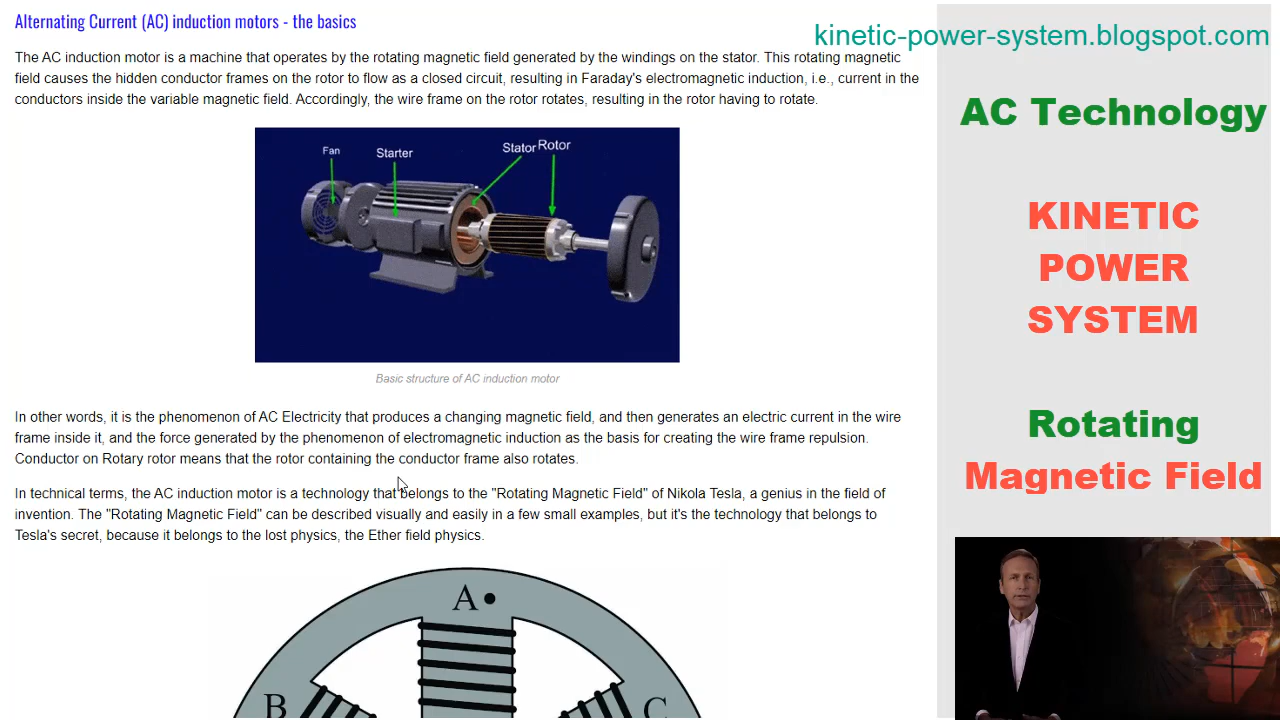 Alternating Current (AC) induction motors - the basics
The AC induction motor is a machine that operates by the rotating magnetic field generated by the windings on the stator. This rotating magnetic
field causes the hidden conductor frames on the rotor to flow as a closed circuit, resulting in Faraday's electromagnetic induction, i.e., current in the
conductors inside the variable magnetic field. Accordingly, the wire frame on the rotor rotates, resulting in the rotor having to rotate.
Fan
Starter
Stator
Rotor
Basic structure of AC induction motor
In other words, it is the phenomenon of AC Electricity that produces a changing magnetic field, and then generates an electric current in the wire
frame inside it, and the force generated by the phenomenon of electromagnetic induction as the basis for creating the wire frame repulsion.
Conductor on Rotary rotor means that the rotor containing the conductor frame also rotates.
In technical terms, the AC induction motor is a technology that belongs to the "Rotating Magnetic Field" of Nikola Tesla, a genius in the field of
invention. The "Rotating Magnetic Field" can be described visually and easily in a few small examples, but it's the technology that belongs to
Tesla's secret, because it belongs to the lost physics, the Ether field physics.
A
B
C
kinetic-power-system.blogspot.com
AC Technology
KINETIC
POWER
SYSTEM
Rotating
Magnetic Field